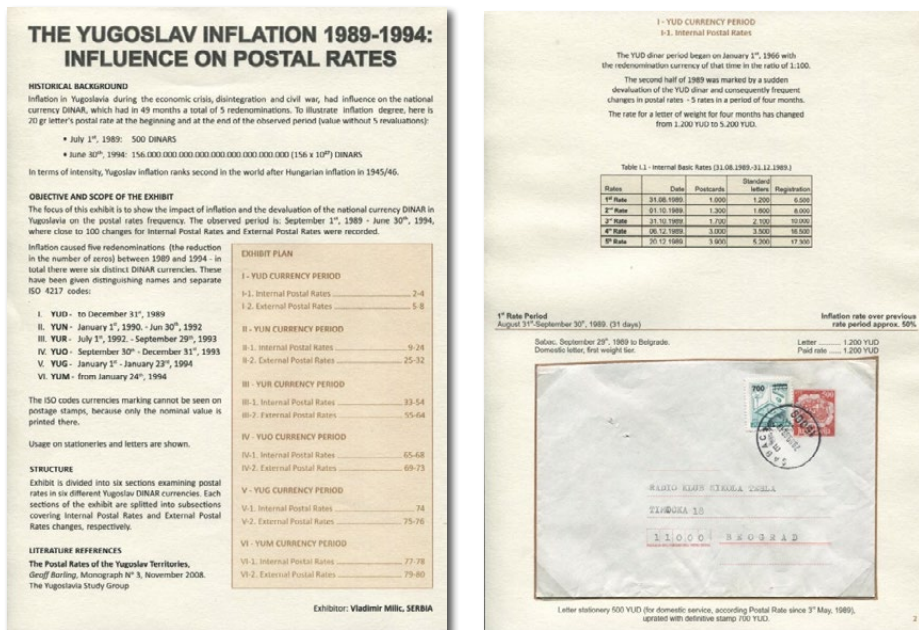 THE YUGOSLAV INFLATION 1989-1994:
INFLUENCE ON POSTAL RATES
HISTORICAL BACKGROUND
Inflation in Yugoslavia during the economic crisis, disintegration and civil war, had influence on the national
currency DINAR, which had in 49 months a total of 5 redenominations. To illustrate inflation degree, here is
20 gr letter's postal rate at the beginning and at the end of the observed period (value without 5 revaluations):
• July 1st, 1989: 500 DINARS
• June 30th, 1994: 156.000.000.000.000.000.000.000.000.000 (156 x 10²⁷) DINARS
In terms of intensity, Yugoslav inflation ranks second in the world after Hungarian inflation in 1945/46.
OBJECTIVE AND SCOPE OF THE EXHIBIT
The focus of this exhibit is to show the impact of inflation and the devaluation of the national currency DINAR in
Yugoslavia on the postal rates frequency. The observed period is: September 1st, 1989 - June 30th, 1994,
where close to 100 changes for Internal Postal Rates and External Postal Rates were recorded.
Inflation caused five redenominations (the reduction
in the number of zeros) between 1989 and 1994 - in
total there were six distinct DINAR currencies. These
have been given distinguishing names and separate
ISO 4217 codes:
I. YUD - to December 31st, 1989
II. YUN - January 1st, 1990. - Jun 30th, 1992
III. YUR - July 1st, 1992. - September 29th, 1993
IV. YUO - September 30th - December 31st, 1993
V. YUG - January 1st - January 23rd, 1994
VI. YUM - from January 24th, 1994
The ISO codes currencies marking cannot be seen on
postage stamps, because only the nominal value is
printed there.
Usage on stationeries and letters are shown.
STRUCTURE
Exhibit is divided into six sections examining postal
rates in six different Yugoslav DINAR currencies. Each
sections of the exhibit are splitted into subsections
covering Internal Postal Rates and External Postal
Rates changes, respectively.
LITERATURE REFERENCES
The Postal Rates of the Yugoslav Territories,
Geoff Barling, Monograph N° 3, November 2008.
The Yugoslavia Study Group
EXHIBIT PLAN
I - YUD CURRENCY PERIOD
I-1. Internal Postal Rates 2-4
I-2. External Postal Rates 5-8
II - YUN CURRENCY PERIOD
II-1. Internal Postal Rates 9-24
II-2. External Postal Rates 25-32
III - YUR CURRENCY PERIOD
III-1. Internal Postal Rates 33-54
III-2. External Postal Rates 55-64
IV - YUO CURRENCY PERIOD
IV-1. Internal Postal Rates 65-68
IV-2. External Postal Rates 69-73
V - YUG CURRENCY PERIOD
V-1. Internal Postal Rates 74
V-2. External Postal Rates 75-76
VI - YUM CURRENCY PERIOD
VI-1. Internal Postal Rates 77-78
VI-2. External Postal Rates 79-80
Exhibitor: Vladimir Milic, SERBIA
I - YUD CURRENCY PERIOD
I-1. Internal Postal Rates
The YUD dinar period began on January 1st, 1966 with
the redenomination currency of that time in the ratio of 1:100.
The second half of 1989 was marked by a sudden
devaluation of the YUD dinar and consequently frequent
changes in postal rates - 5 rates in a period of four months.
The rate for a letter of weight for four months has changed
from 1.200 YUD to 5.200 YUD.
Table I.1 - Internal Basic Rates (31.08.1989.-31.12.1989.)
Rates Date Postcards Standard letters Registration
1st Rate 31.08.1989. 1.000 1.200 6.500
2nd Rate 01.10.1989. 1.300 1.600 8.000
3rd Rate 31.10.1989. 1.700 2.100 10.000
4th Rate 06.12.1989. 3.000 3.500 16.500
5th Rate 20.12.1989. 3.900 5.200 17.300
1st Rate Period
August 31st-September 30th, 1989. (31 days)
Inflation rate over previous
rate period approx. 50%
Sabac, September 29th, 1989 to Belgrade.
Domestic letter, first weight tier.
Letter 1.200 YUD
Paid rate 1.200 YUD
700
500
RADIO KLUB NIKOLA TESLA
11000 BEOGRAD
Letter stationery 500 YUD (for domestic service, according Postal Rate since 3rd May, 1989),
uprated with definitive stamp 700 YUD.
2